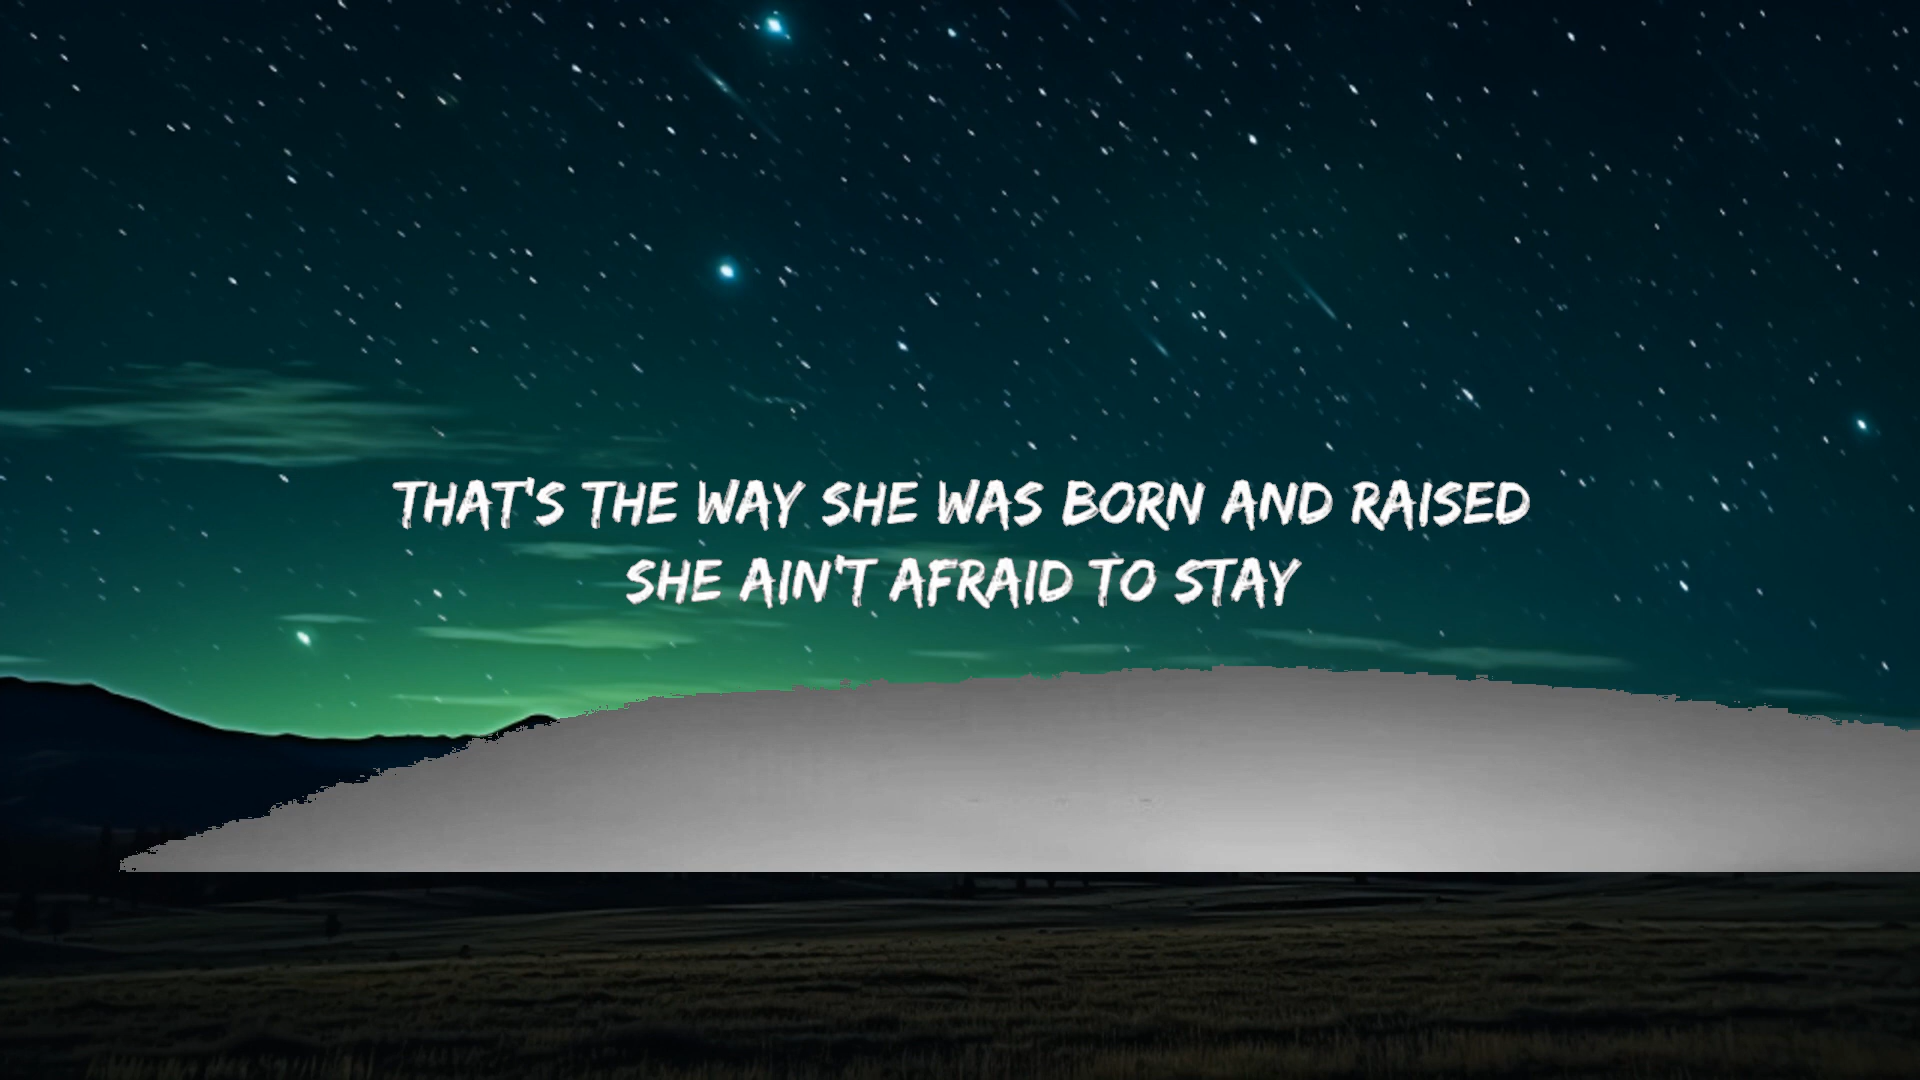 THAT'S THE WAY SHE WAS BORN AND RAISED
SHE AIN'T AFRAID TO STAY